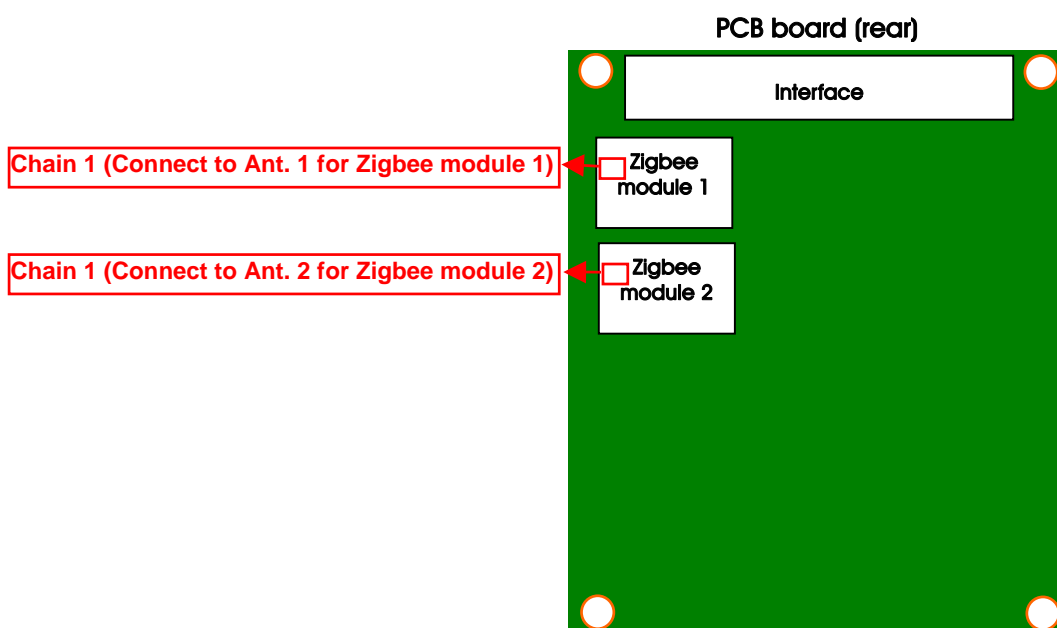 PCB board (rear)
Interface
Chain 1 (Connect to Ant. 1 for Zigbee module 1)
Zigbee
module 1
Chain 1 (Connect to Ant. 2 for Zigbee module 2)
Zigbee
module 2